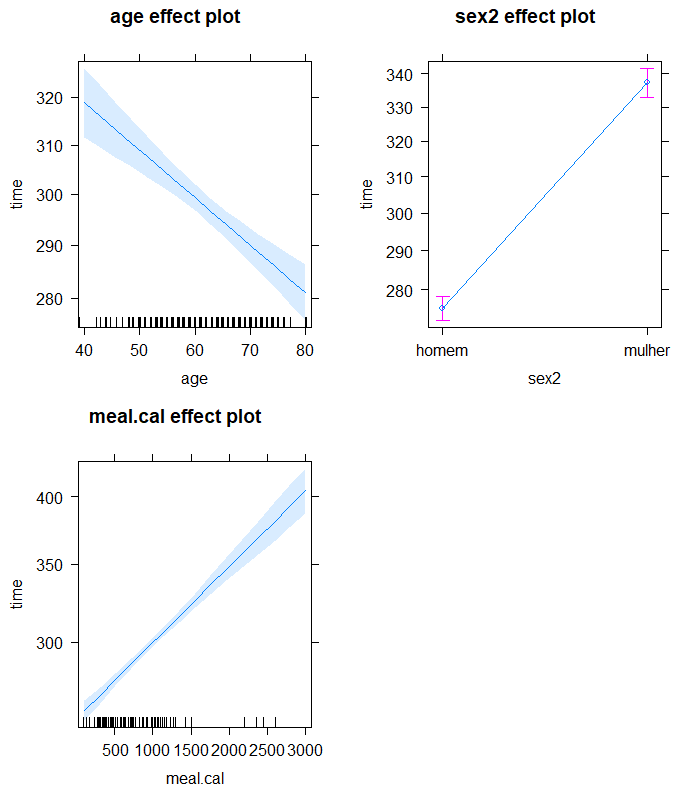 age effect plot
time
320
310
300
290
280
40 50 60 70 80
age
sex2 effect plot
time
340
330
320
310
300
290
280
homem mulher
sex2
meal.cal effect plot
time
400
350
300
500 1000 1500 2000 2500 3000
meal.cal